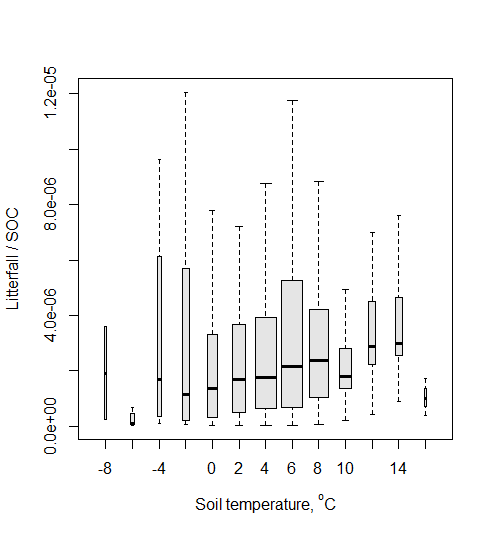 1.2e-05
8.0e-06
4.0e-06
0.0e+00
Litterfall / SOC
-8 -4 0 2 4 6 8 10 14
Soil temperature, °C